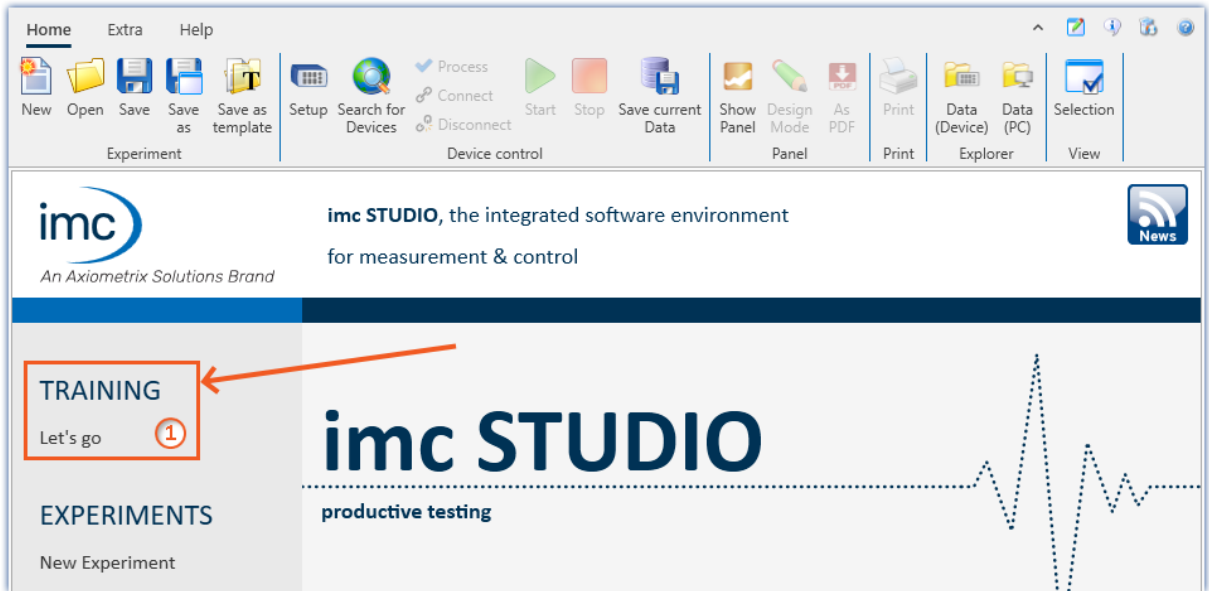 Home Extra Help
Process
Connect
Disconnect
New Open Save Save as Save as template
Setup Search for Devices Start Stop Save current Data
Show Panel Design Mode As PDF
PDF
Print
Data (Device) Data (PC)
Selection
Experiment Device control Panel Print Explorer View
imc
An Axiometrix Solutions Brand
imc STUDIO, the integrated software environment
for measurement & control
News
TRAINING
Let's go
1
EXPERIMENTS
New Experiment
imc STUDIO
productive testing